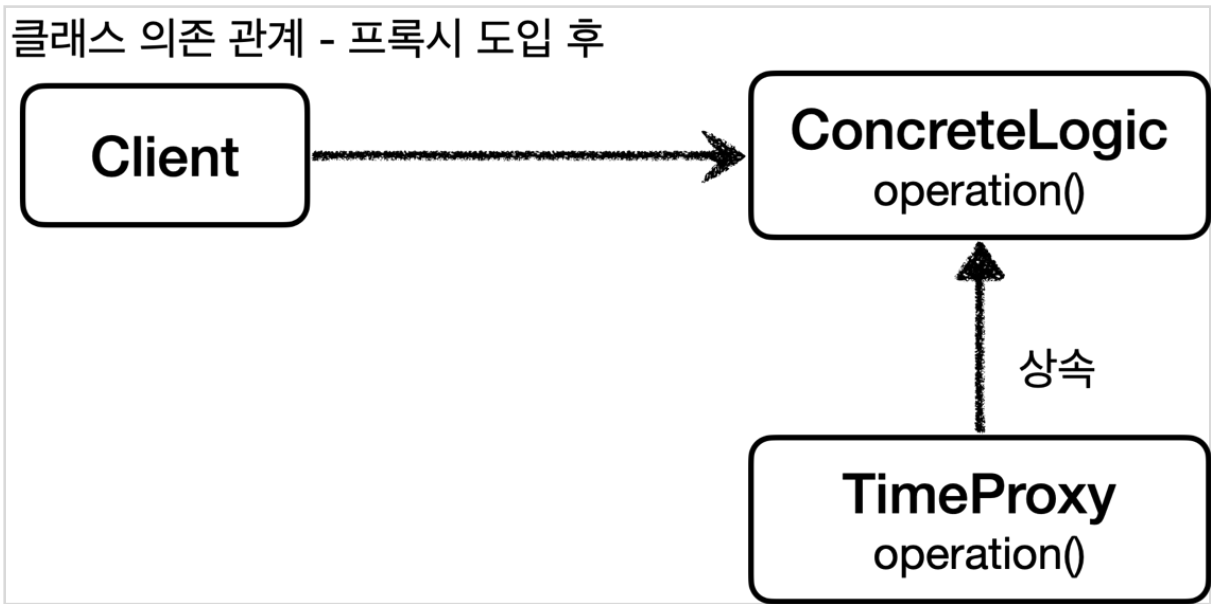 클래스 의존 관계 - 프록시 도입 후
Client
ConcreteLogic
operation()
상속
TimeProxy
operation()